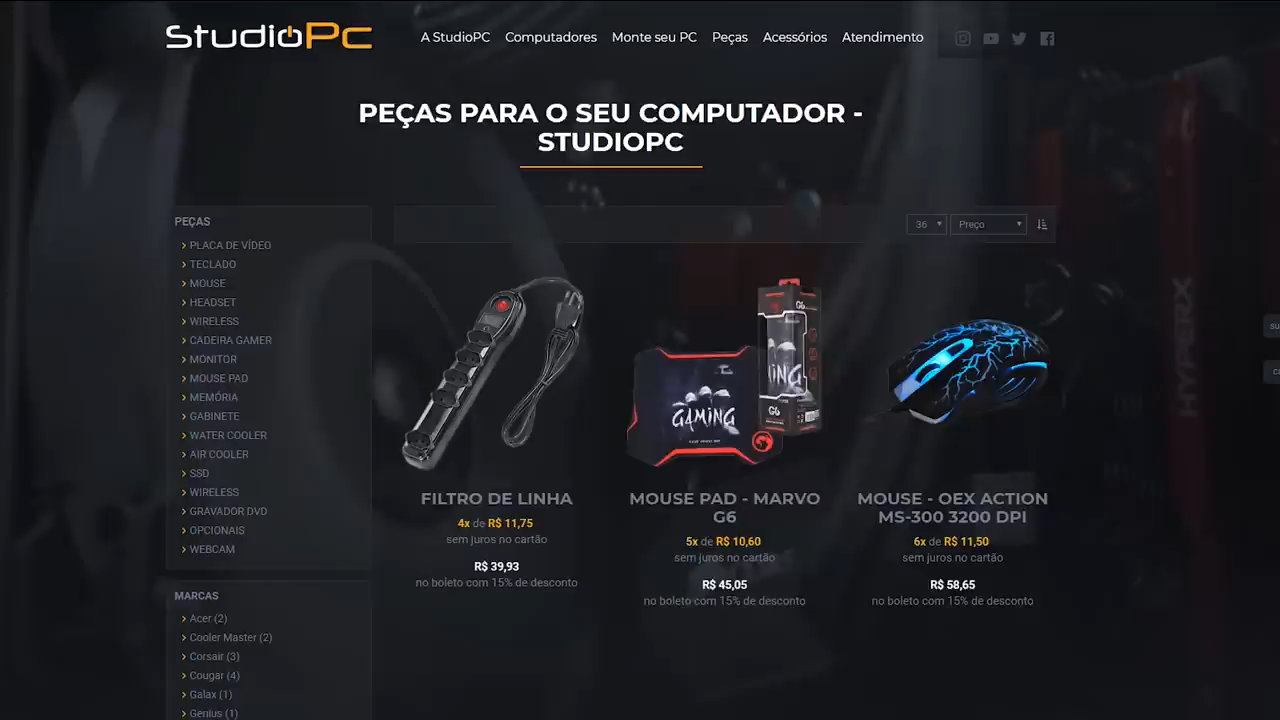 StudioPc
A StudioPC Computadores Monte seu PC Peças Acessórios Atendimento
PEÇAS PARA O SEU COMPUTADOR -
STUDIOPC
PEÇAS
PLACA DE VÍDEO
TECLADO
MOUSE
HEADSET
WIRELESS
CADEIRA GAMER
MONITOR
MOUSE PAD
MEMÓRIA
GABINETE
WATER COOLER
AIR COOLER
SSD
WIRELESS
GRAVADOR DVD
OPCIONAIS
WEBCAM
MARCAS
Acer (2)
Cooler Master (2)
Corsair (3)
Cougar (4)
Galax (1)
Genius (1)
36 Preço
FILTRO DE LINHA
4x de R$ 11,75
sem juros no cartão
R$ 39,93
no boleto com 15% de desconto
GAMING
G6
G6
MOUSE PAD - MARVO
G6
5x de R$ 10,60
sem juros no cartão
R$ 45,05
no boleto com 15% de desconto
MOUSE - OEX ACTION
MS-300 3200 DPI
6x de R$ 11,50
sem juros no cartão
R$ 58,65
no boleto com 15% de desconto
HYPERX